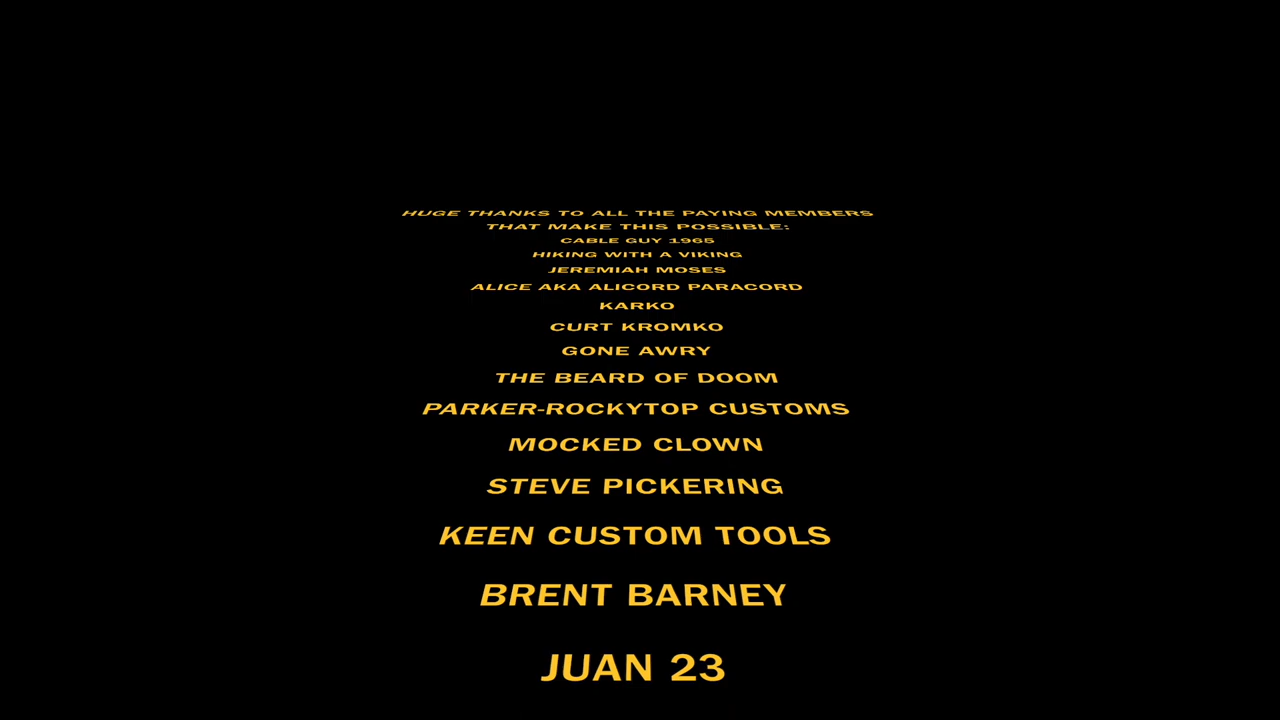 HUGE THANKS TO ALL THE PAYING MEMBERS
THAT MAKE THIS POSSIBLE:
CABLE GUY 1965
HIKING WITH A VIKING
JEREMIAH MOSES
ALICE AKA ALICORD PARACORD
KARKO
CURT KROMKO
GONE AWRY
THE BEARD OF DOOM
PARKER-ROCKYTOP CUSTOMS
MOCKED CLOWN
STEVE PICKERING
KEEN CUSTOM TOOLS
BRENT BARNEY
JUAN 23